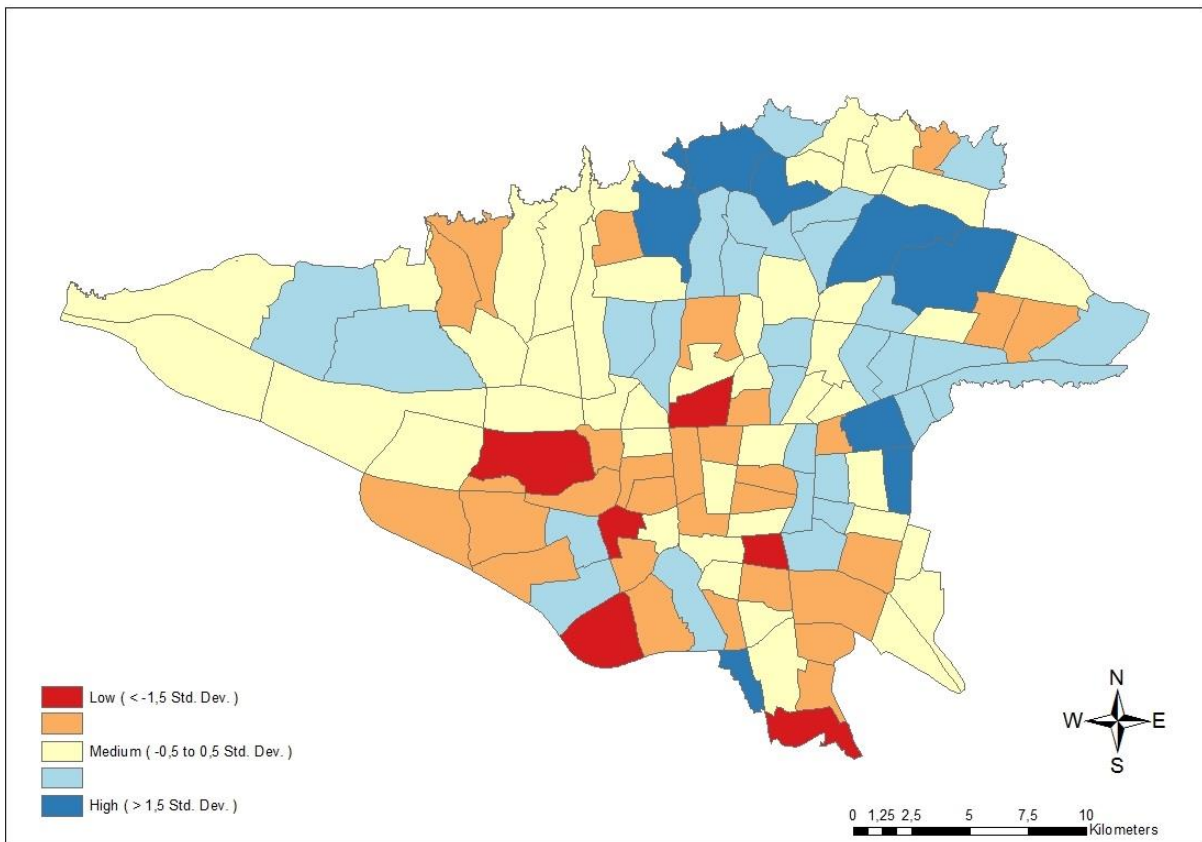 Low ( < -1,5 Std. Dev. )
Medium ( -0,5 to 0,5 Std. Dev. )
High ( > 1,5 Std. Dev. )
N
W E
S
0 1,25 2,5 5 7,5 10
Kilometers